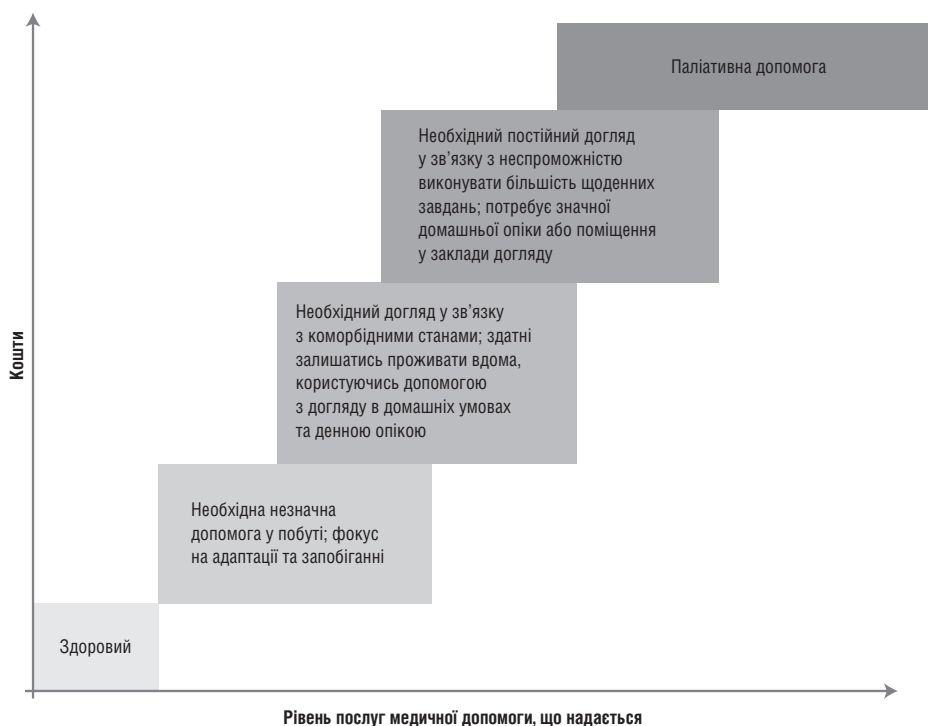 Паліативна допомога
Необхідний постійний догляд
у зв’язку з неспроможністю
виконувати більшість щоденних
завдань; потребує значної
домашньої опіки або поміщення
у заклади догляду
Необхідний догляд у зв’язку
з коморбідними станами; здатні
залишатись проживати вдома,
користуючись допомогою
з догляду в домашніх умовах
та денною опікою
Кошти
Необхідна незначна
допомога у побуті; фокус
на адаптації та запобіганні
Здоровий
Рівень послуг медичної допомоги, що надається